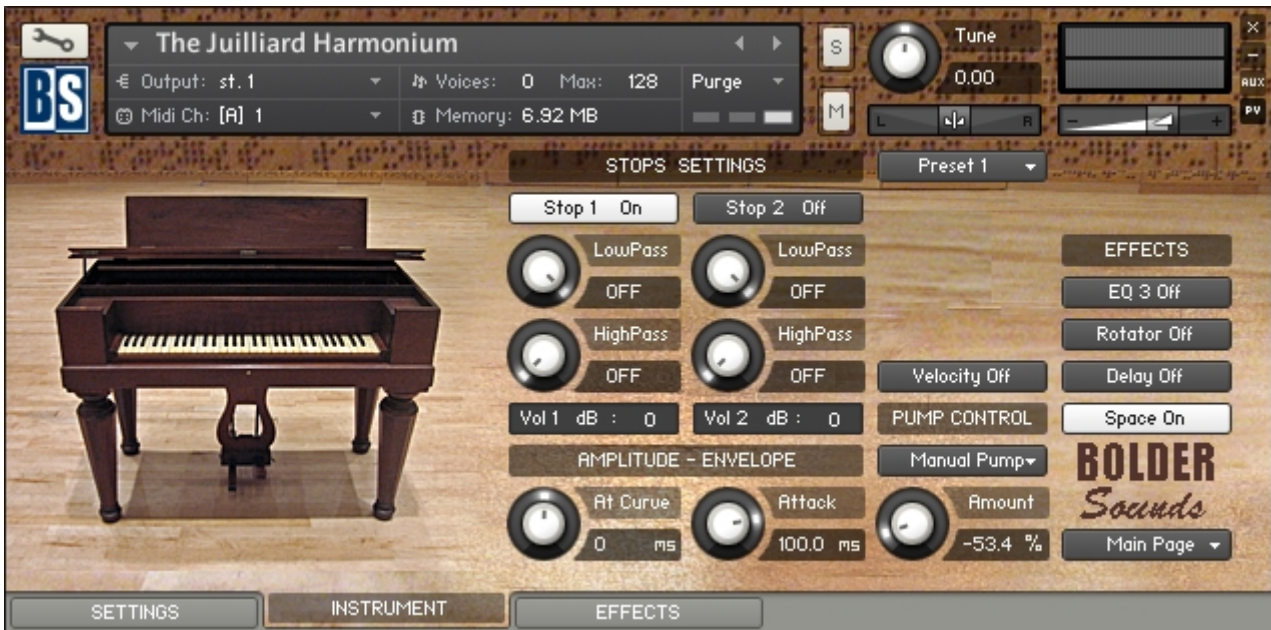 The Juilliard Harmonium
S
Tune
0.00
×
–
AUX
PV
BS
Output: st. 1
Voices: 0 Max: 128
Purge
Midi Ch: [A] 1
Memory: 6.92 MB
M
L
R
–
+
STOPS SETTINGS
Preset 1
Stop 1 On
Stop 2 Off
LowPass
OFF
LowPass
OFF
EFFECTS
EQ 3 Off
HighPass
OFF
HighPass
OFF
Rotator Off
Velocity Off
Delay Off
Vol 1 dB : 0
Vol 2 dB : 0
PUMP CONTROL
Space On
AMPLITUDE - ENVELOPE
Manual Pump
BOLDER
Sounds
At Curve
0 ms
Attack
100.0 ms
Amount
-53.4 %
Main Page
SETTINGS
INSTRUMENT
EFFECTS